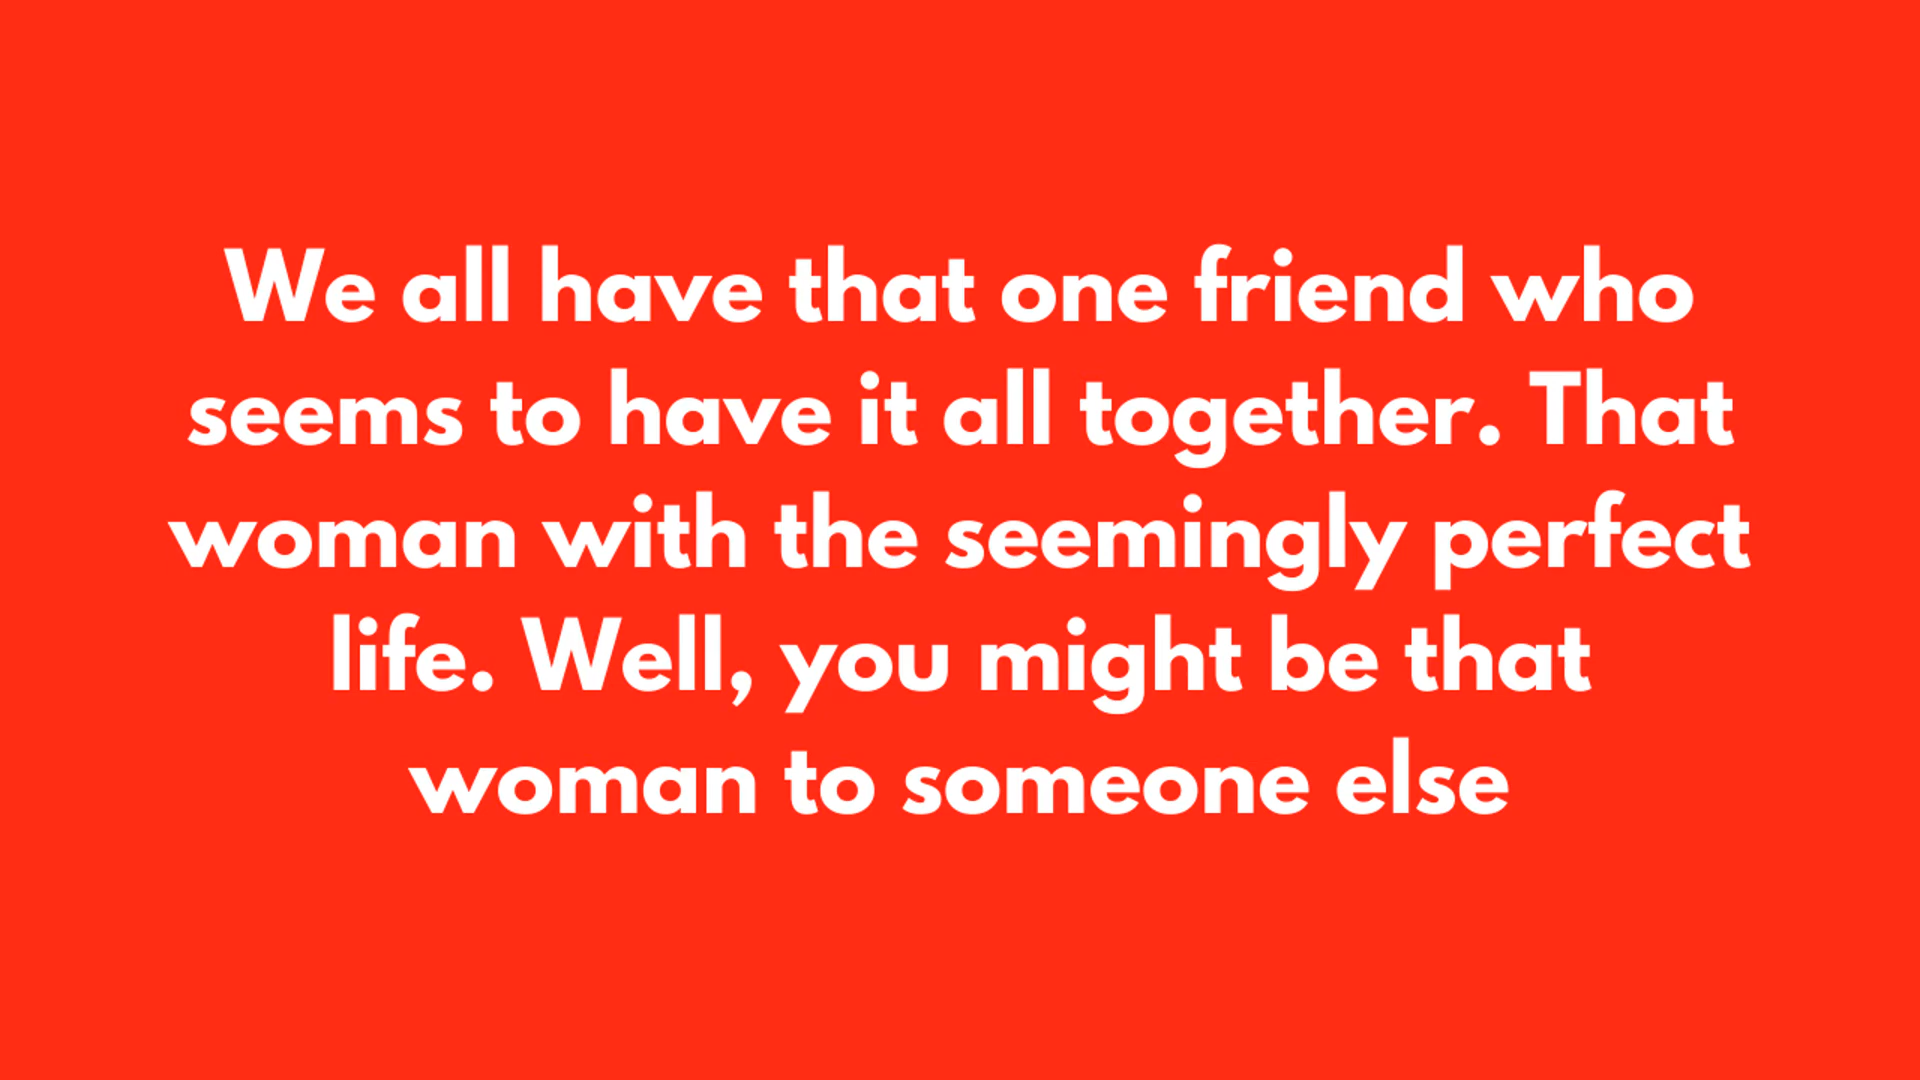 We all have that one friend who
seems to have it all together. That
woman with the seemingly perfect
life. Well, you might be that
woman to someone else